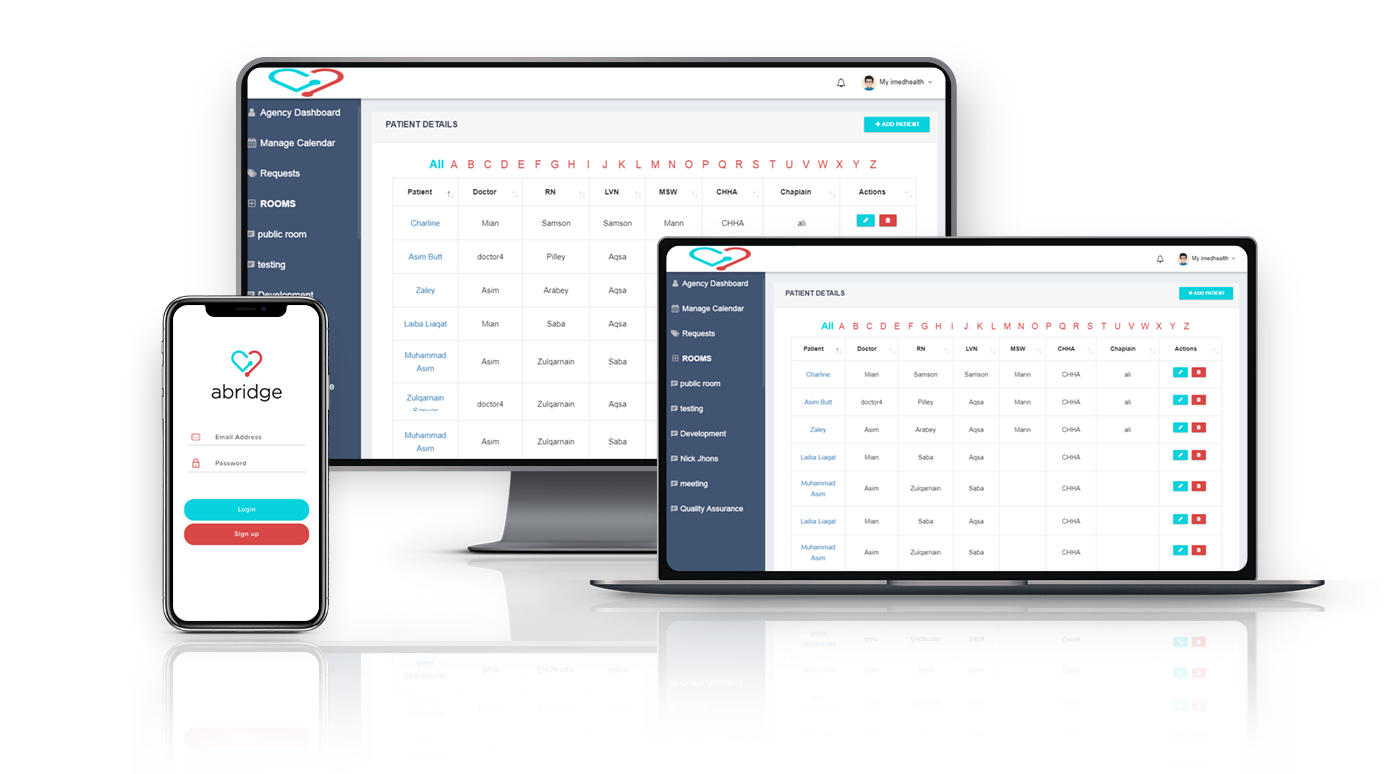 My imedhealth
Agency Dashboard
Manage Calendar
Requests
ROOMS
public room
testing
Development
PATIENT DETAILS
+ ADD PATIENT
All A B C D E F G H I J K L M N O P Q R S T U V W X Y Z
Patient Doctor RN LVN MSW CHHA Chaplain Actions
Charline Mian Samson Samson Mann CHHA ali
Asim Butt doctor4 Pilley Aqsa
Zaley Asim Arabey Aqsa
Laiba Liaqat Mian Saba Aqsa
Muhammad
Asim Asim Zulqarnain Saba
Zulqarnain
Sarwar doctor4 Zulqarnain Aqsa
Muhammad
Asim Asim Zulqarnain Saba
abridge
Email Address
Password
Login
Sign up
My imedhealth
Agency Dashboard
Manage Calendar
Requests
ROOMS
public room
testing
Development
Nick Jhons
meeting
Quality Assurance
PATIENT DETAILS
+ ADD PATIENT
All A B C D E F G H I J K L M N O P Q R S T U V W X Y Z
Patient Doctor RN LVN MSW CHHA Chaplain Actions
Charline Mian Samson Samson Mann CHHA ali
Asim Butt doctor4 Pilley Aqsa Mann CHHA ali
Zaley Asim Arabey Aqsa Mann CHHA ali
Laiba Liaqat Mian Saba Aqsa CHHA
Muhammad
Asim Asim Zulqarnain Saba CHHA
Laiba Liaqat Mian Saba Aqsa CHHA
Muhammad
Asim Asim Zulqarnain Saba CHHA